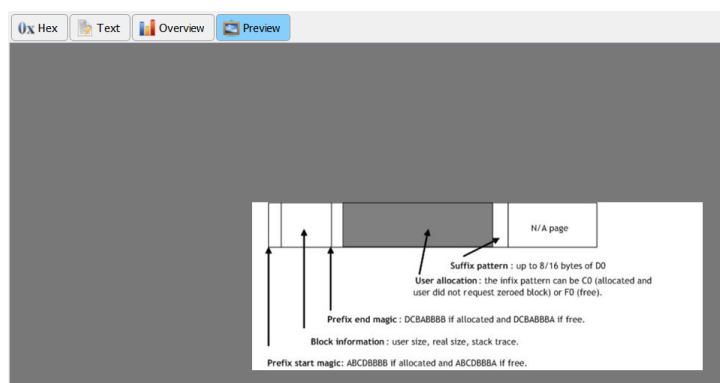 0x Hex
Text
Overview
Preview
N/A page
Suffix pattern : up to 8/16 bytes of D0
User allocation : the infix pattern can be C0 (allocated and
user did not request zeroed block) or F0 (free).
Prefix end magic : DCBABBBB if allocated and DCBABBBA if free.
Block information : user size, real size, stack trace.
Prefix start magic: ABCDBBBB if allocated and ABCDBBBA if free.